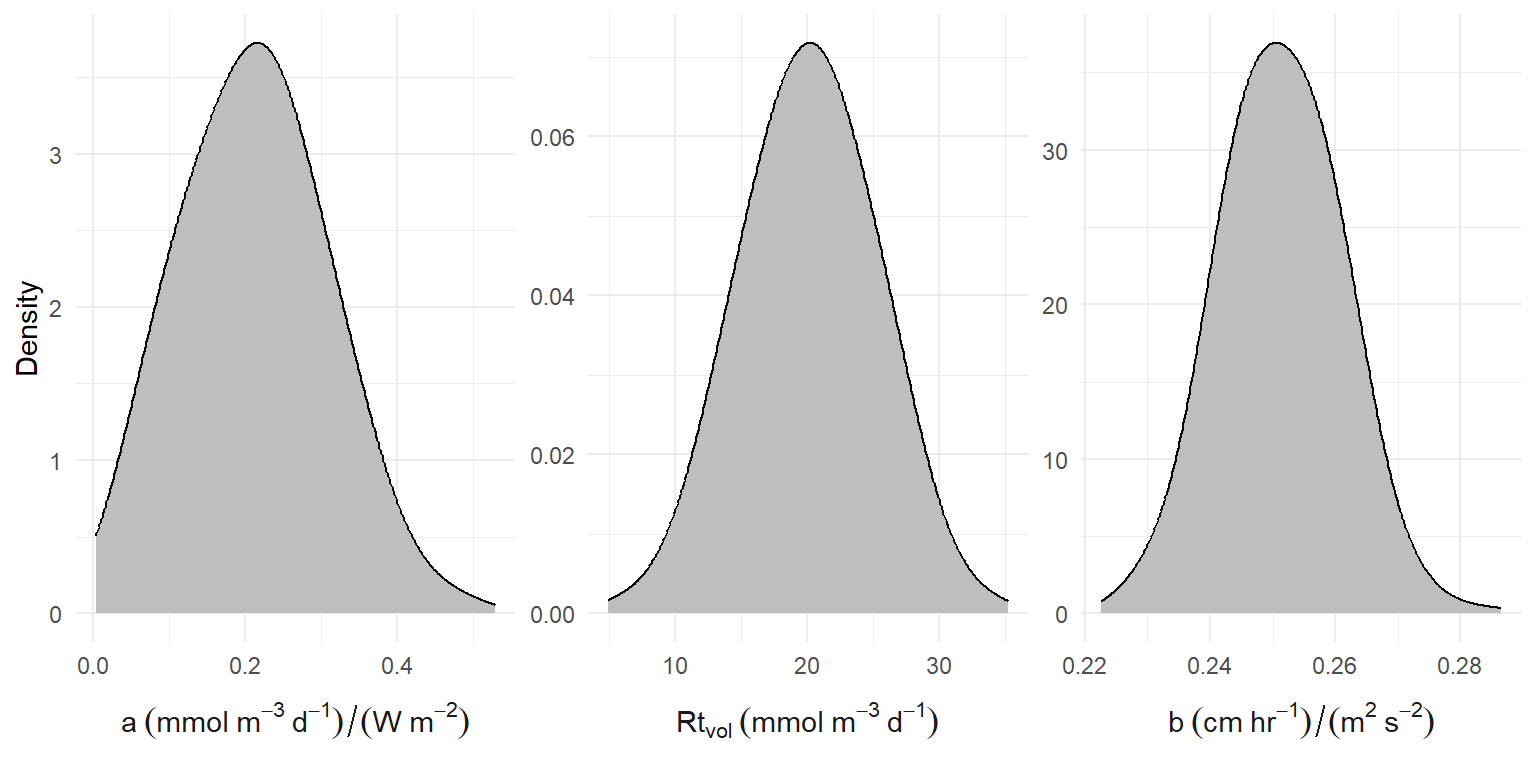 Density
3
2
1
0
0.0 0.2 0.4
a (mmol m⁻³ d⁻¹)/(W m⁻²)
0.06
0.04
0.02
0.00
10 20 30
Rtᵥₒₗ (mmol m⁻³ d⁻¹)
30
20
10
0
0.22 0.24 0.26 0.28
b (cm hr⁻¹)/(m² s⁻²)